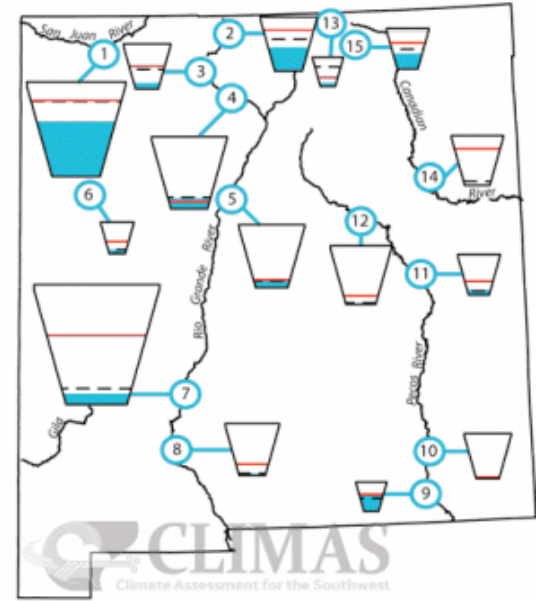 San Juan River
1
2
3
4
5
6
7
8
9
10
11
12
13
14
15
Canadian
River
Rio Grande River
Pecos River
Gila
CLIMAS
Climate Assessment for the Southwest